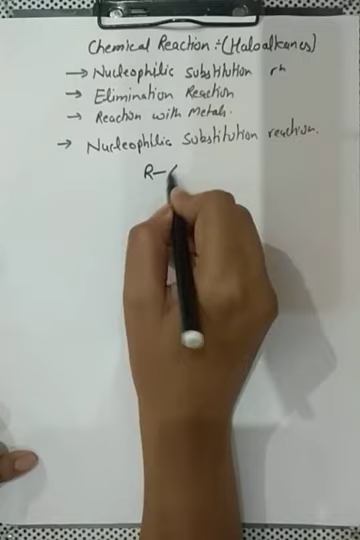 Chemical Reaction :- (Haloalkanes)
→ Nucleophilic Substitution rn
→ Elimination Reaction
→ Reaction with Metals.
→ Nucleophilic Substitution reaction.
R-